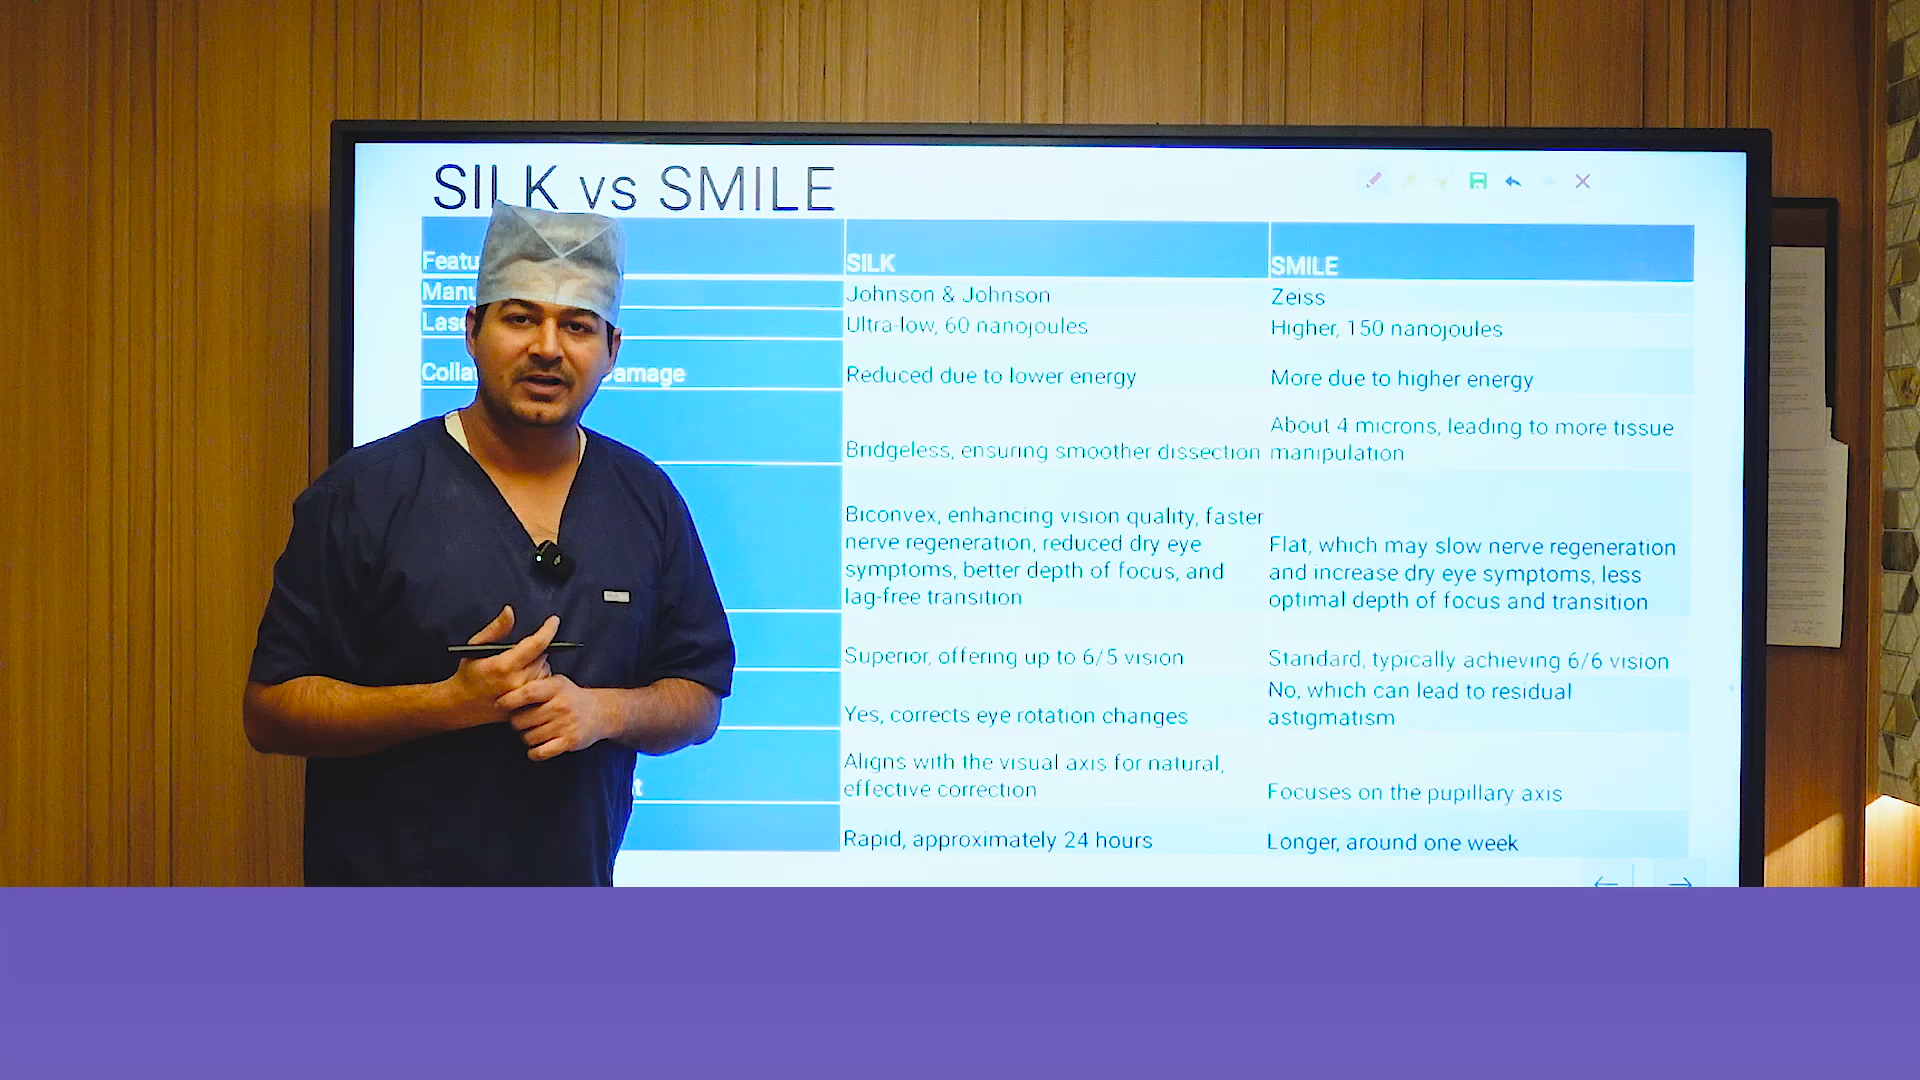 SILK vs SMILE
SILK
SMILE
Johnson & Johnson
Zeiss
Ultra-low, 60 nanojoules
Higher, 150 nanojoules
Damage
Reduced due to lower energy
More due to higher energy
Bridgeless, ensuring smoother dissection
About 4 microns, leading to more tissue
manipulation
Biconvex, enhancing vision quality, faster
nerve regeneration, reduced dry eye
symptoms, better depth of focus, and
lag-free transition
Flat, which may slow nerve regeneration
and increase dry eye symptoms, less
optimal depth of focus and transition
Superior, offering up to 6/5 vision
Standard, typically achieving 6/6 vision
Yes, corrects eye rotation changes
No, which can lead to residual
astigmatism
Aligns with the visual axis for natural,
effective correction
Focuses on the pupillary axis
Rapid, approximately 24 hours
Longer, around one week